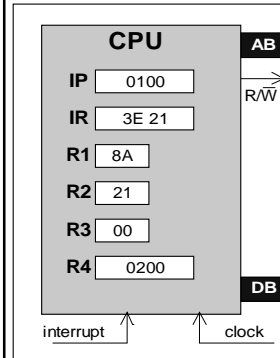 CPU
AB
IP 0100
R/W̅
IR 3E 21
R1 8A
R2 21
R3 00
R4 0200
DB
interrupt clock